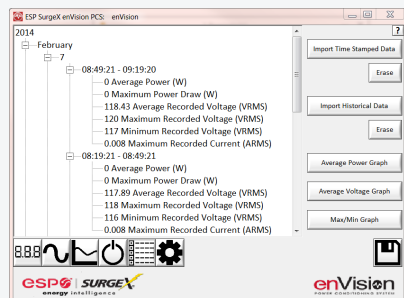 ESP SurgeX enVision PCS: enVision
?
2014
February
7
08:49:21 - 09:19:20
0 Average Power (W)
0 Maximum Power Draw (W)
118.43 Average Recorded Voltage (VRMS)
120 Maximum Recorded Voltage (VRMS)
117 Minimum Recorded Voltage (VRMS)
0.008 Maximum Recorded Current (ARMS)
08:19:21 - 08:49:21
0 Average Power (W)
0 Maximum Power Draw (W)
117.89 Average Recorded Voltage (VRMS)
118 Maximum Recorded Voltage (VRMS)
116 Minimum Recorded Voltage (VRMS)
0.008 Maximum Recorded Current (ARMS)
Import Time Stamped Data
Erase
Import Historical Data
Erase
Average Power Graph
Average Voltage Graph
Max/Min Graph
8.8.8
ESP SURGEX
energy intelligence
enVision
POWER CONDITIONING SYSTEM